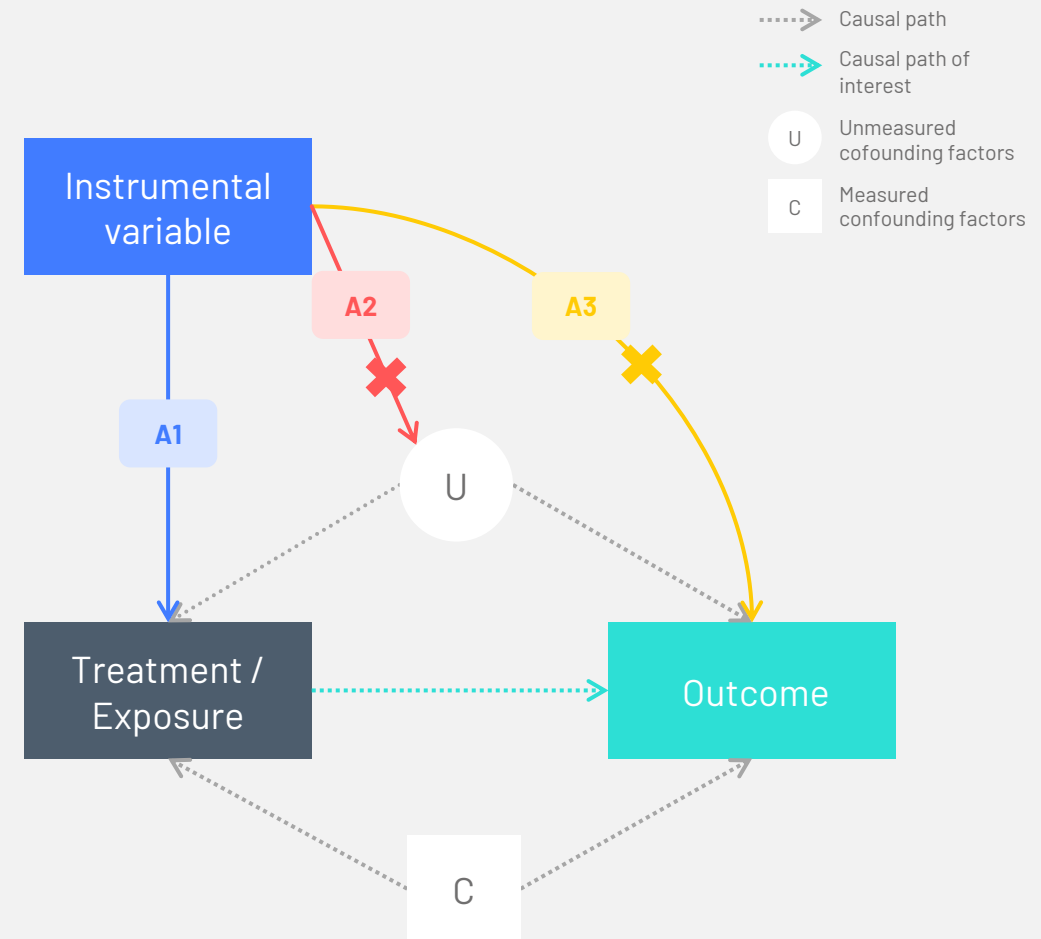 Causal path
Causal path of
interest
U
Unmeasured
cofounding factors
C
Measured
confounding factors
Instrumental
variable
A2
A3
A1
U
Treatment /
Exposure
Outcome
C